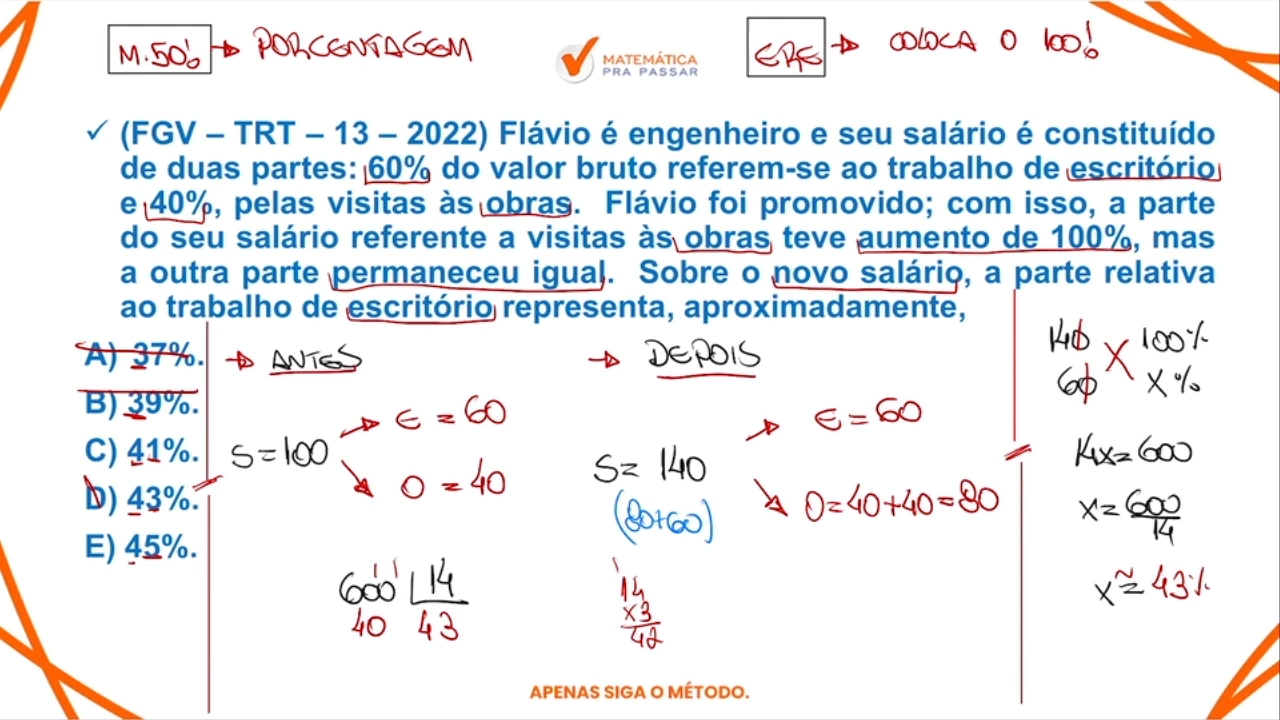 M.50! → PORCENTAGEM
MATEMÁTICA
PRA PASSAR
ERE → COLOCA O 100!
✓ (FGV – TRT – 13 – 2022) Flávio é engenheiro e seu salário é constituído
de duas partes: 60% do valor bruto referem-se ao trabalho de escritório
e 40%, pelas visitas às obras. Flávio foi promovido; com isso, a parte
do seu salário referente a visitas às obras teve aumento de 100%, mas
a outra parte permaneceu igual. Sobre o novo salário, a parte relativa
ao trabalho de escritório representa, aproximadamente,
A) 37%.
B) 39%.
C) 41%.
D) 43%.
E) 45%.
→ ANTES
S=100
E = 60
O = 40
600 | 14
40 43
→ DEPOIS
S= 140
(80+60)
E = 60
O=40+40=80
14
x3
42
140 X 100%
60 X%
14X=600
X=600
14
X≈43%
APENAS SIGA O MÉTODO.